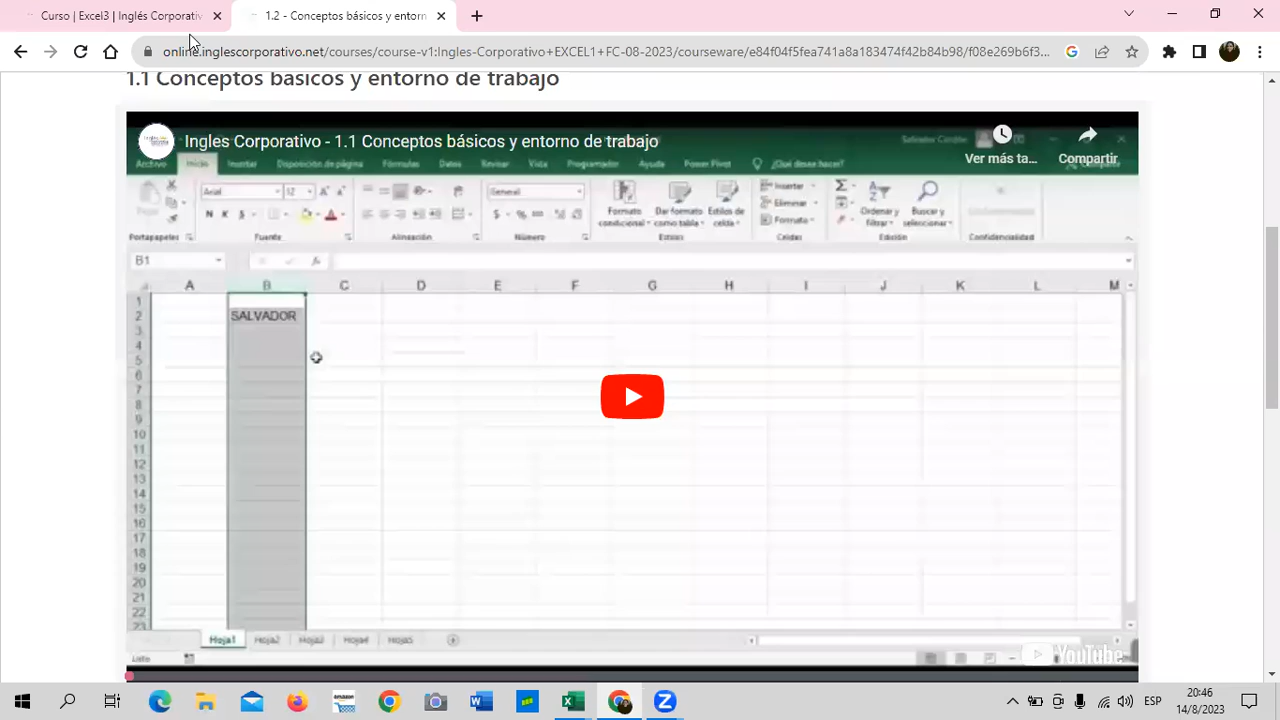 Curso | Excel3 | Inglés Corporativ
1.2 - Conceptos básicos y entorn
online.inglescorporativo.net/courses/course-v1:Ingles-Corporativo+EXCEL1+FC-08-2023/courseware/e84f04f5fea741a8a183474f42b84b98/f08e269b6f3...
1.1 Conceptos básicos y entorno de trabajo
Ingles Corporativo - 1.1 Conceptos básicos y entorno de trabajo
Ver más ta...
Compartir
Archivo Inicio Insertar Disposición de página Fórmulas Datos Revisar Vista Programador Ayuda Power Pivot ¿Qué desea hacer?
Arial 12 General
N K S
Formato condicional
Dar formato como tabla
Estilos de celda
Insertar
Eliminar
Formato
Ordenar y filtrar
Buscar y seleccionar
Portapapeles Fuente Alineación Número Estilos Celdas Edición Confidencialidad
B1 fx
A B C D E F G H I J K L M
1
2 SALVADOR
3
4
5
6
7
8
9
10
11
12
13
14
15
16
17
18
19
20
21
22
23
Hoja1 Hoja2 Hoja3 Hoja4 Hoja5
Listo
YouTube
amazon
ESP
20:46
14/8/2023